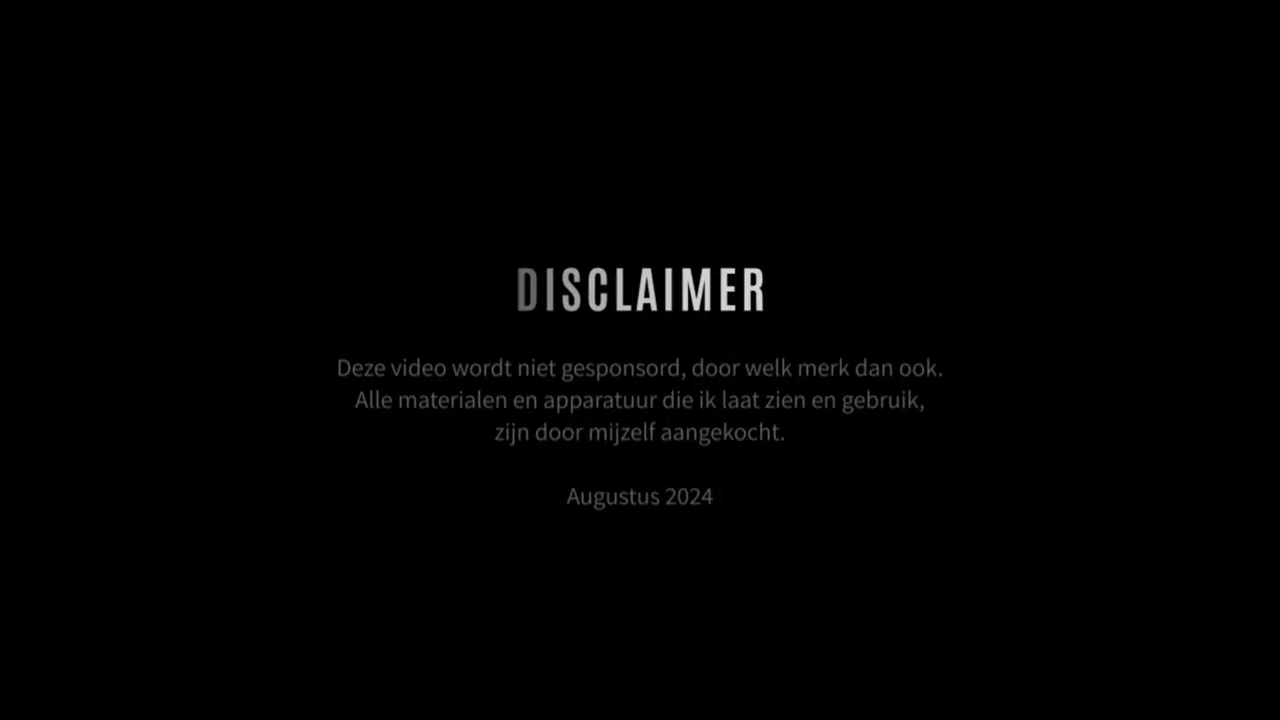 DISCLAIMER
Deze video wordt niet gesponsord, door welk merk dan ook.
Alle materialen en apparatuur die ik laat zien en gebruik,
zijn door mijzelf aangekocht.
Augustus 2024